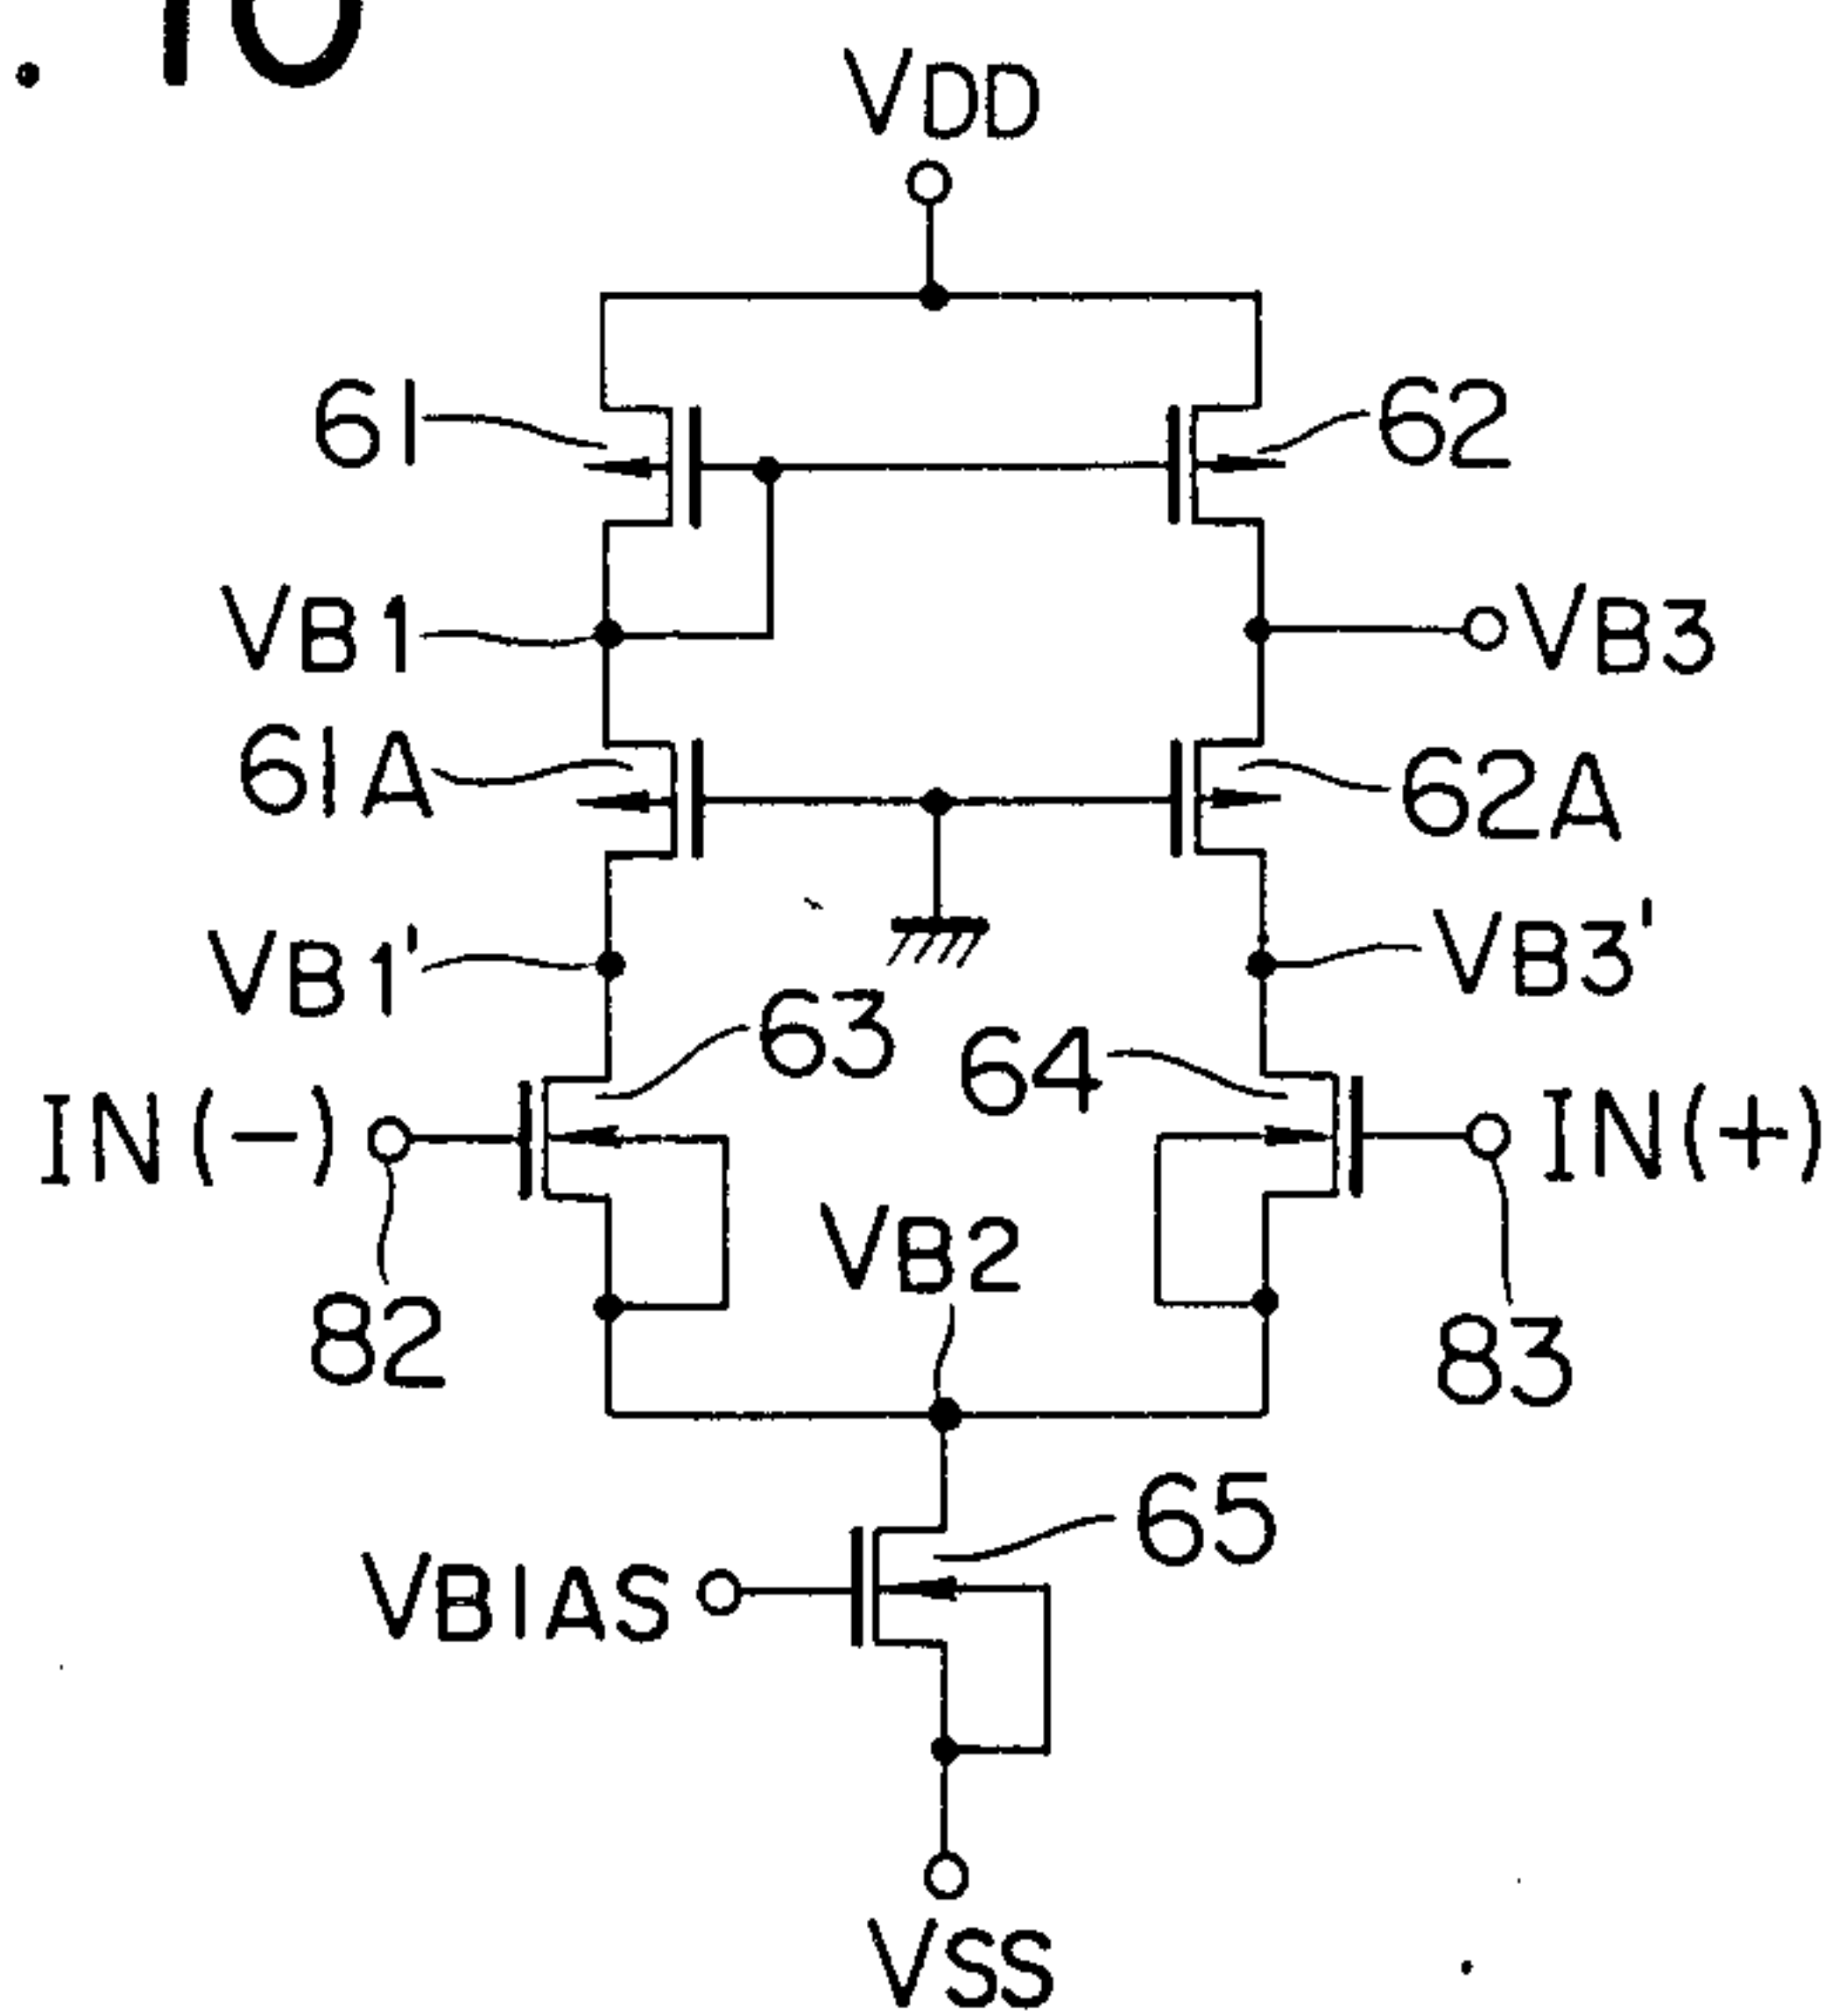 . 10
VDD
61
62
VB1
VB3
61A
62A
VB1'
VB3'
63
64
IN(-)
IN(+)
VB2
82
83
65
VBIAS
VSS